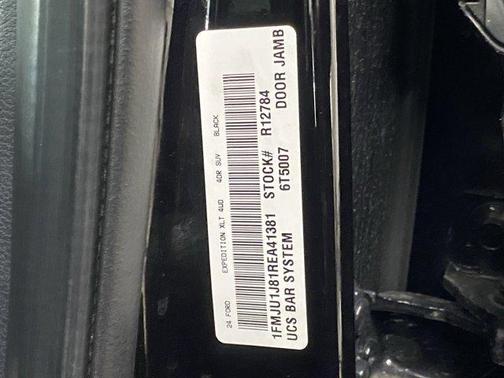 24 FORD EXPEDITION XLT 4WD 4DR SUV BLACK
1FMJU1J81REA41381 STOCK# R12784
6T5007
UCS BAR SYSTEM DOOR JAMB